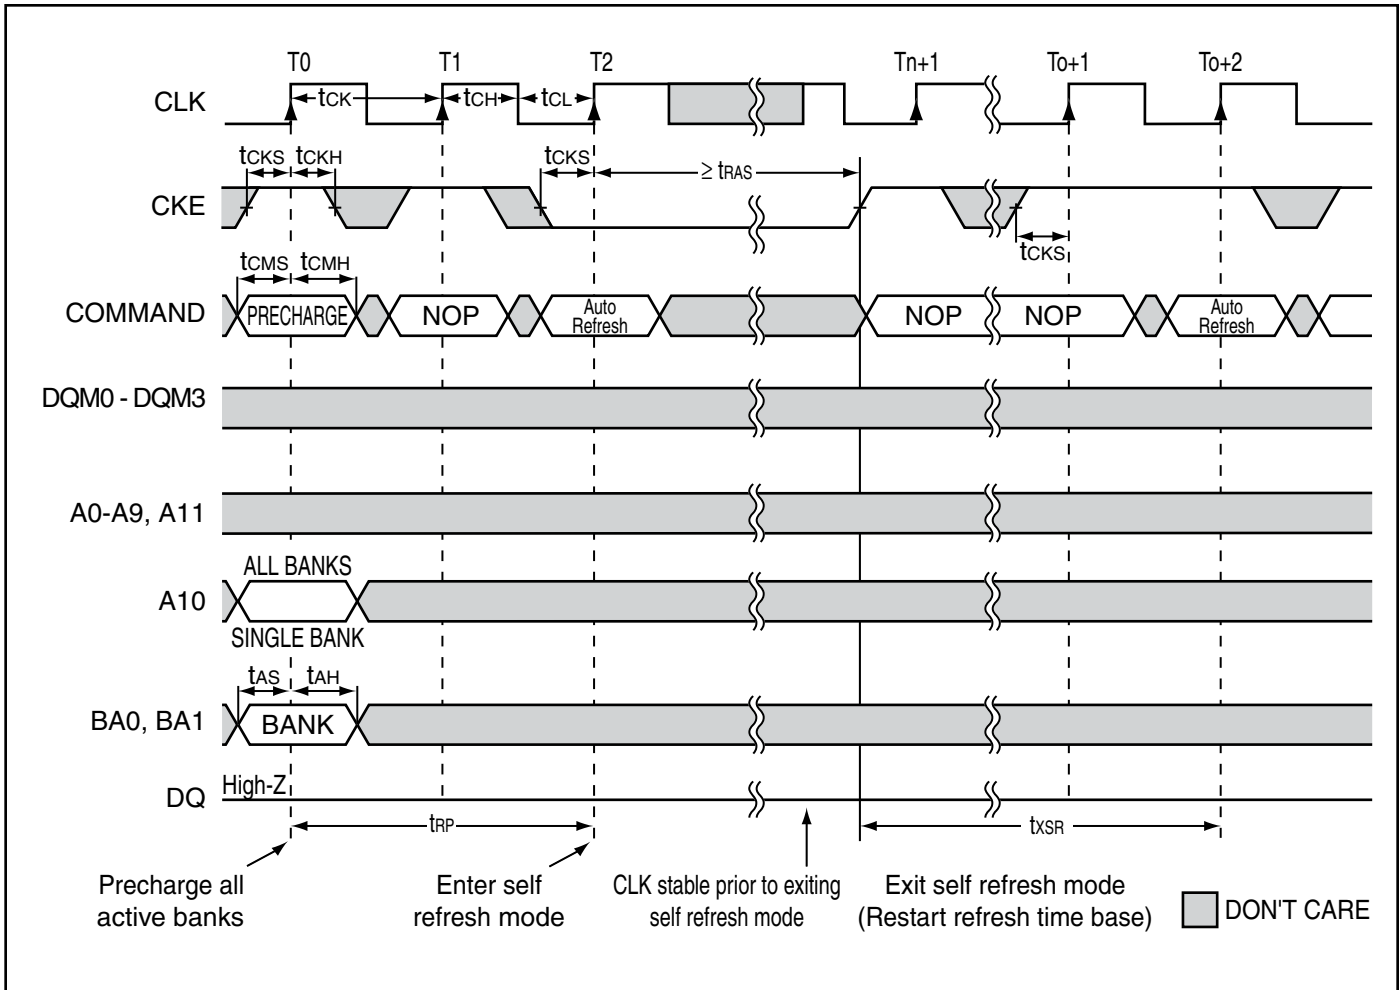 T0 T1 T2 Tn+1 To+1 To+2
CLK tCK tCH tCL
tCKS tCKH tCKS ≥ tRAS
CKE
tCKS
tCMS tCMH
COMMAND PRECHARGE NOP Auto Refresh NOP NOP Auto Refresh
DQM0 - DQM3
A0-A9, A11
ALL BANKS
A10
SINGLE BANK
tAS tAH
BA0, BA1 BANK
DQ High-Z
tRP tXSR
Precharge all
active banks
Enter self
refresh mode
CLK stable prior to exiting
self refresh mode
Exit self refresh mode
(Restart refresh time base)
DON'T CARE